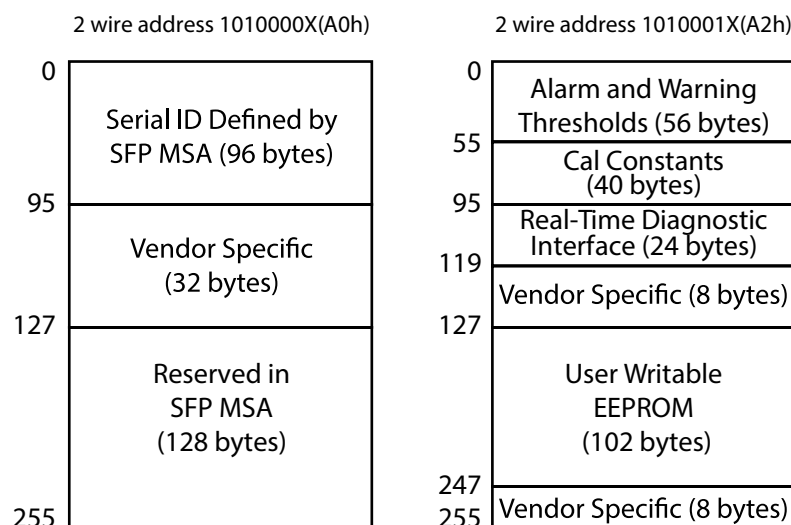 2 wire address 1010000X(A0h)
0
Serial ID Defined by
SFP MSA (96 bytes)
95
Vendor Specific
(32 bytes)
127
Reserved in
SFP MSA
(128 bytes)
255
2 wire address 1010001X(A2h)
0
Alarm and Warning
Thresholds (56 bytes)
55
Cal Constants
(40 bytes)
95
Real-Time Diagnostic
Interface (24 bytes)
119
Vendor Specific (8 bytes)
127
User Writable
EEPROM
(102 bytes)
247
Vendor Specific (8 bytes)
255